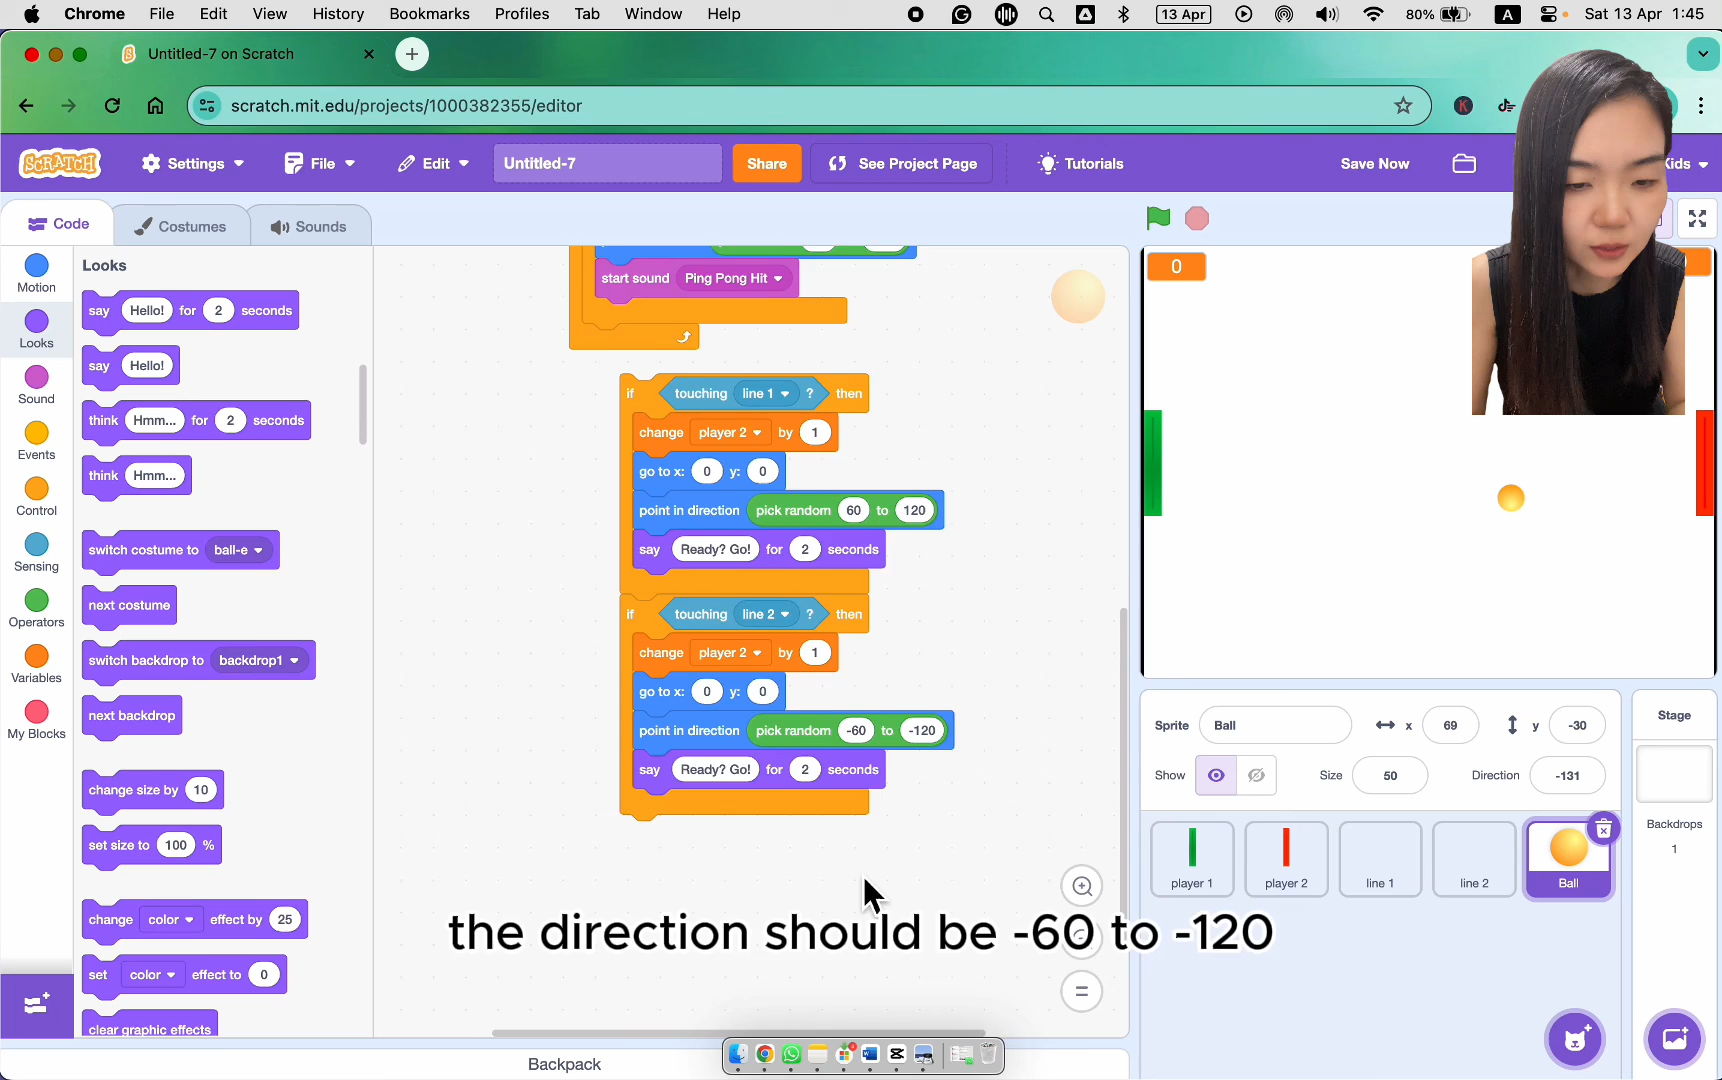 Chrome File Edit View History Bookmarks Profiles Tab Window Help 13 Apr 80% A Sat 13 Apr 1:45
Untitled-7 on Scratch
scratch.mit.edu/projects/1000382355/editor
SCRATCH Settings File Edit Untitled-7 Share See Project Page Tutorials Save Now Kids
Code Costumes Sounds
Motion
Looks
Sound
Events
Control
Sensing
Operators
Variables
My Blocks
Looks
say Hello! for 2 seconds
say Hello!
think Hmm... for 2 seconds
think Hmm...
switch costume to ball-e
next costume
switch backdrop to backdrop1
next backdrop
change size by 10
set size to 100 %
change color effect by 25
set color effect to 0
clear graphic effects
start sound Ping Pong Hit
if touching line 1 ? then
change player 2 by 1
go to x: 0 y: 0
point in direction pick random 60 to 120
say Ready? Go! for 2 seconds
if touching line 2 ? then
change player 2 by 1
go to x: 0 y: 0
point in direction pick random -60 to -120
say Ready? Go! for 2 seconds
0
Sprite Ball x 69 y -30
Show Size 50 Direction -131
player 1 player 2 line 1 line 2 Ball
Stage
Backdrops
1
the direction should be -60 to -120
Backpack